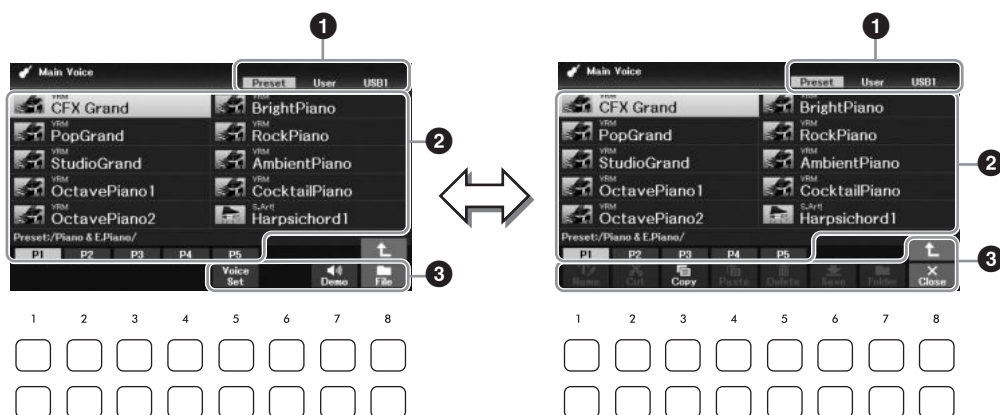 1
Main Voice
Preset User USB1
VRM CFX Grand VRM BrightPiano
VRM PopGrand VRM RockPiano
VRM StudioGrand VRM AmbientPiano
VRM OctavePiano1 VRM CocktailPiano
VRM OctavePiano2 S.Art! Harpsichord1
Preset:/Piano & E.Piano/
P1 P2 P3 P4 P5
Voice Set Demo File
2
3
1 2 3 4 5 6 7 8
1
Main Voice
Preset User USB1
VRM CFX Grand VRM BrightPiano
VRM PopGrand VRM RockPiano
VRM StudioGrand VRM AmbientPiano
VRM OctavePiano1 VRM CocktailPiano
VRM OctavePiano2 S.Art! Harpsichord1
Preset:/Piano & E.Piano/
P1 P2 P3 P4 P5
Name Cut Copy Paste Delete Save Folder Close
2
3
1 2 3 4 5 6 7 8